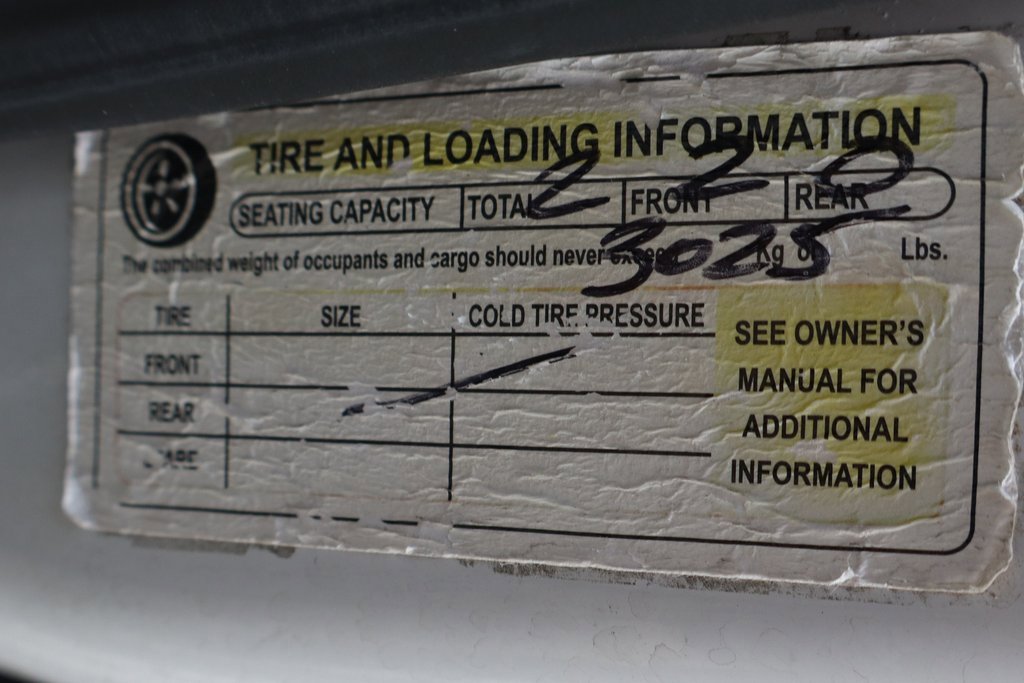 TIRE AND LOADING INFORMATION
SEATING CAPACITY TOTAL 2 FRONT 2 REAR 0
The combined weight of occupants and cargo should never exceed 3025 Kg or Lbs.
TIRE SIZE COLD TIRE PRESSURE
FRONT
REAR
SPARE
SEE OWNER'S
MANUAL FOR
ADDITIONAL
INFORMATION